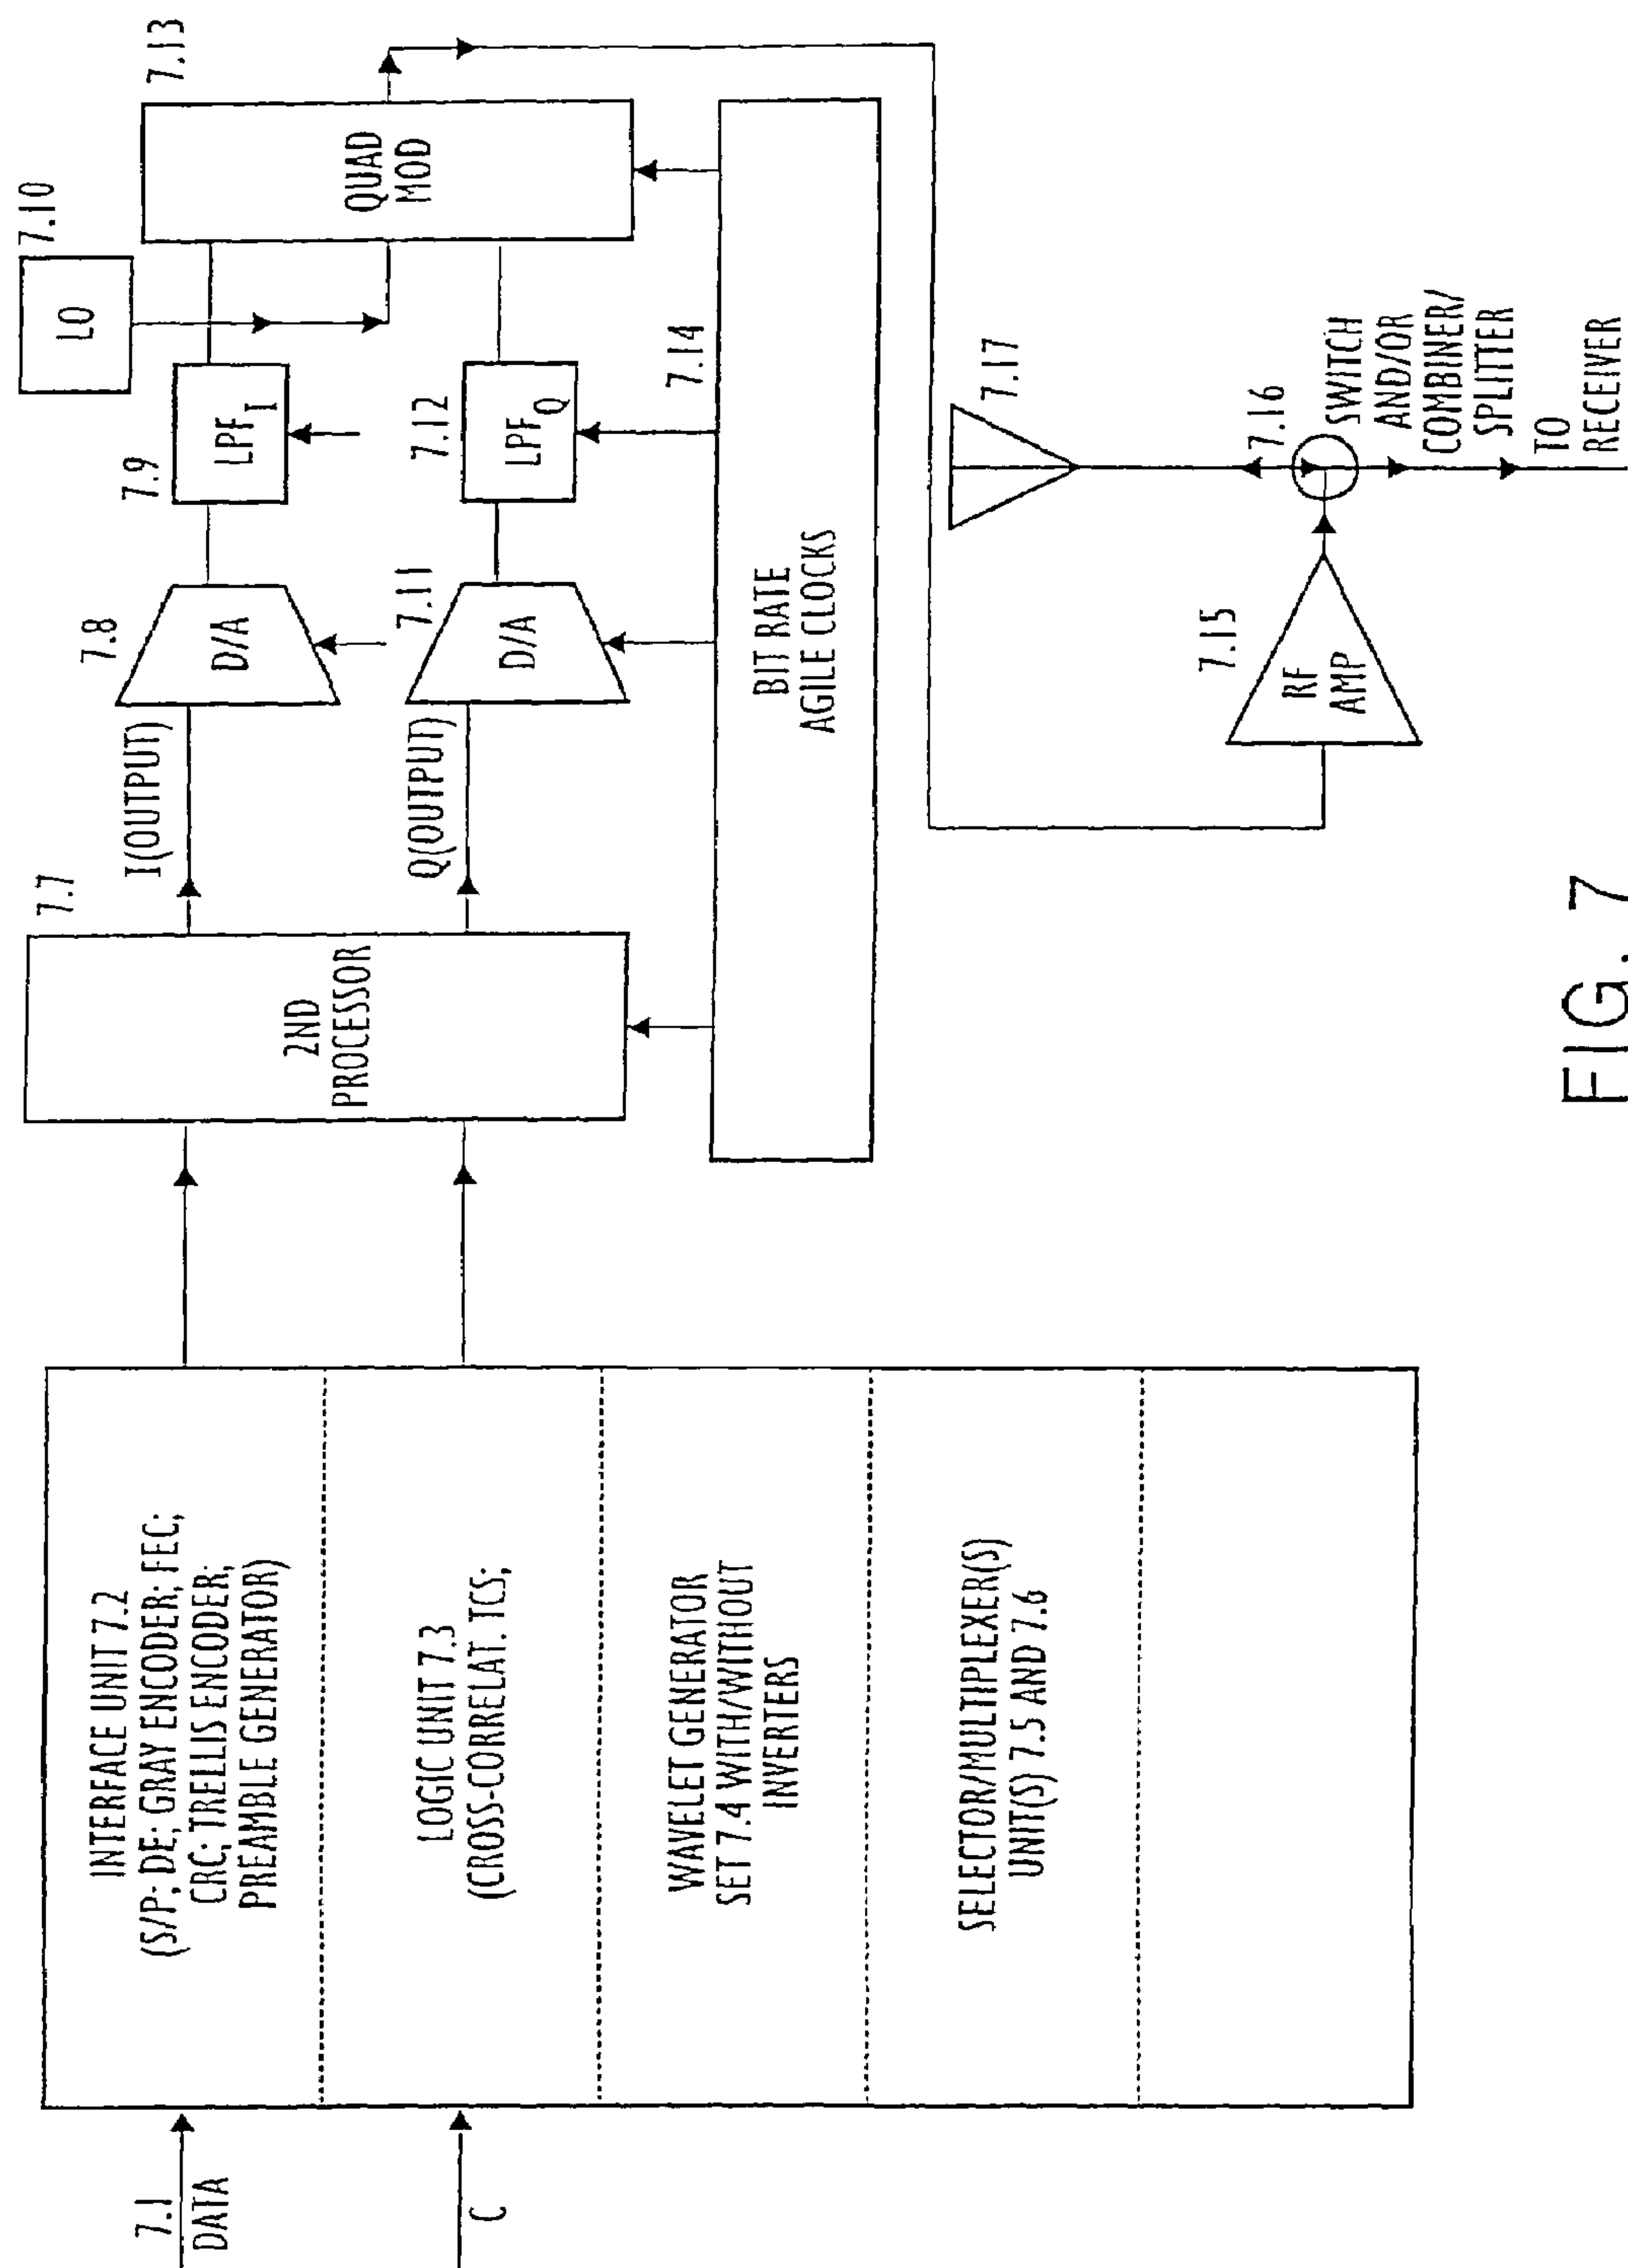 7.1
DATA
C
INTERFACE UNIT 7.2
(S/P; DE; GRAY ENCODER; FEC;
CRC; TRELLIS ENCODER;
PREAMBLE GENERATOR)
LOGIC UNIT 7.3
(CROSS-CORRELAT. TCS;
WAVELET GENERATOR
SET 7.4 WITH/WITHOUT
INVERTERS
SELECTOR/MULTIPLEXER(S)
UNIT(S) 7.5 AND 7.6
7.7
2ND
PROCESSOR
I(OUTPUT)
Q(OUTPUT)
7.8
D/A
7.11
D/A
7.9
LPF I
7.12
LPF Q
7.10
LO
7.13
QUAD
MOD
7.14
BIT RATE
AGILE CLOCKS
7.15
RF
AMP
7.16
7.17
SWITCH
AND/OR
COMBINER/
SPLITTER
TO
RECEIVER
FIG. 7